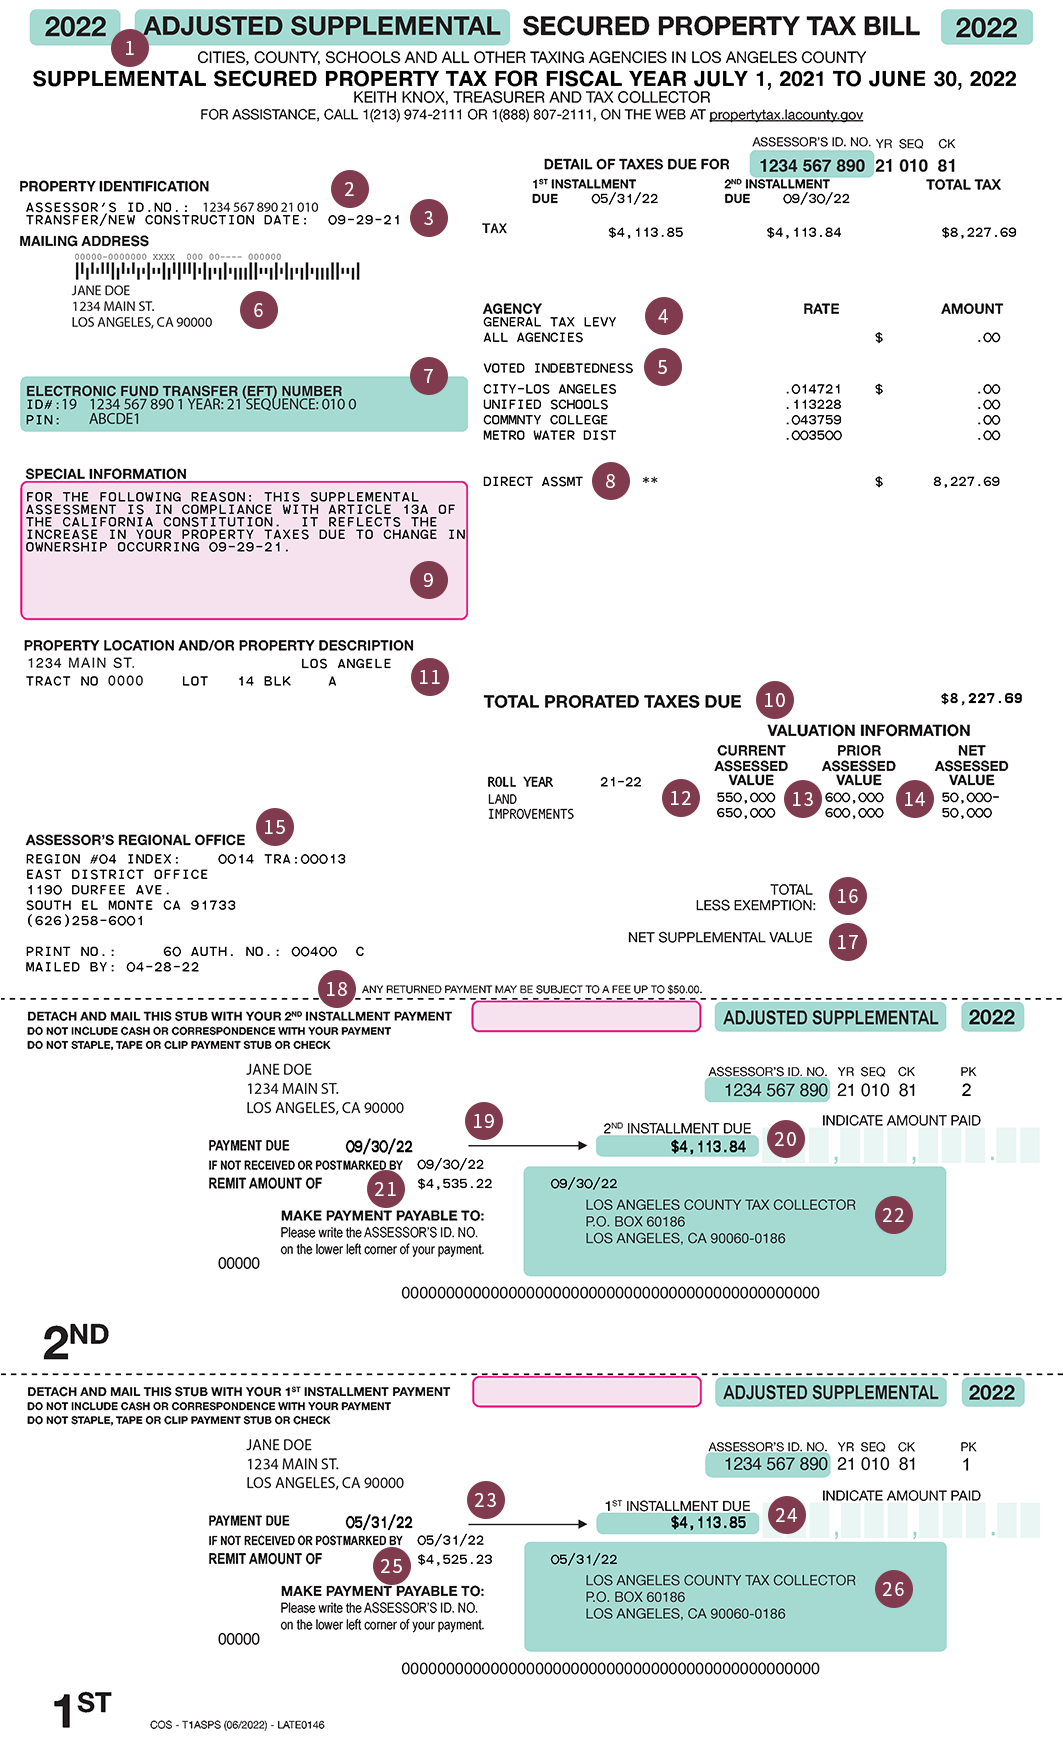 2022 ADJUSTED SUPPLEMENTAL SECURED PROPERTY TAX BILL 2022
1
CITIES, COUNTY, SCHOOLS AND ALL OTHER TAXING AGENCIES IN LOS ANGELES COUNTY
SUPPLEMENTAL SECURED PROPERTY TAX FOR FISCAL YEAR JULY 1, 2021 TO JUNE 30, 2022
KEITH KNOX, TREASURER AND TAX COLLECTOR
FOR ASSISTANCE, CALL 1(213) 974-2111 OR 1(888) 807-2111, ON THE WEB AT propertytax.lacounty.gov
ASSESSOR'S ID. NO. YR SEQ CK
DETAIL OF TAXES DUE FOR 1234 567 890 21 010 81
1ST INSTALLMENT 2ND INSTALLMENT TOTAL TAX
DUE 05/31/22 DUE 09/30/22
TAX $4,113.85 $4,113.84 $8,227.69
PROPERTY IDENTIFICATION 2
ASSESSOR'S ID.NO.: 1234 567 890 21 010
TRANSFER/NEW CONSTRUCTION DATE: 09-29-21 3
MAILING ADDRESS
00000-0000000 XXXX 000 00---- 000000
JANE DOE
1234 MAIN ST. 6
LOS ANGELES, CA 90000
AGENCY 4 RATE AMOUNT
GENERAL TAX LEVY
ALL AGENCIES $ .00
VOTED INDEBTEDNESS 5
CITY-LOS ANGELES .014721 $ .00
UNIFIED SCHOOLS .113228 .00
COMMNTY COLLEGE .043759 .00
METRO WATER DIST .003500 .00
DIRECT ASSMT 8 ** $ 8,227.69
7
ELECTRONIC FUND TRANSFER (EFT) NUMBER
ID#:19 1234 567 890 1 YEAR: 21 SEQUENCE: 010 0
PIN: ABCDE1
SPECIAL INFORMATION
FOR THE FOLLOWING REASON: THIS SUPPLEMENTAL
ASSESSMENT IS IN COMPLIANCE WITH ARTICLE 13A OF
THE CALIFORNIA CONSTITUTION. IT REFLECTS THE
INCREASE IN YOUR PROPERTY TAXES DUE TO CHANGE IN
OWNERSHIP OCCURRING 09-29-21.
9
PROPERTY LOCATION AND/OR PROPERTY DESCRIPTION
1234 MAIN ST. LOS ANGELE
TRACT NO 0000 LOT 14 BLK A 11
TOTAL PRORATED TAXES DUE 10 $8,227.69
VALUATION INFORMATION
CURRENT PRIOR NET
ASSESSED ASSESSED ASSESSED
VALUE VALUE VALUE
ROLL YEAR 21-22
LAND 12 550,000 13 600,000 14 50,000-
IMPROVEMENTS 650,000 600,000 50,000
15
ASSESSOR'S REGIONAL OFFICE
REGION #04 INDEX: 0014 TRA:00013
EAST DISTRICT OFFICE
1190 DURFEE AVE.
SOUTH EL MONTE CA 91733
(626)258-6001
PRINT NO.: 60 AUTH. NO.: 00400 C
MAILED BY: 04-28-22
TOTAL
LESS EXEMPTION: 16
NET SUPPLEMENTAL VALUE 17
18 ANY RETURNED PAYMENT MAY BE SUBJECT TO A FEE UP TO $50.00.
DETACH AND MAIL THIS STUB WITH YOUR 2ND INSTALLMENT PAYMENT ADJUSTED SUPPLEMENTAL 2022
DO NOT INCLUDE CASH OR CORRESPONDENCE WITH YOUR PAYMENT
DO NOT STAPLE, TAPE OR CLIP PAYMENT STUB OR CHECK
JANE DOE
1234 MAIN ST.
LOS ANGELES, CA 90000
ASSESSOR'S ID. NO. YR SEQ CK PK
1234 567 890 21 010 81 2
19 2ND INSTALLMENT DUE 20 INDICATE AMOUNT PAID
PAYMENT DUE 09/30/22 $4,113.84 , , .
IF NOT RECEIVED OR POSTMARKED BY 09/30/22
REMIT AMOUNT OF 21 $4,535.22
09/30/22
LOS ANGELES COUNTY TAX COLLECTOR
P.O. BOX 60186 22
LOS ANGELES, CA 90060-0186
MAKE PAYMENT PAYABLE TO:
Please write the ASSESSOR'S ID. NO.
on the lower left corner of your payment.
00000
00000000000000000000000000000000000000000000000
2ND
DETACH AND MAIL THIS STUB WITH YOUR 1ST INSTALLMENT PAYMENT ADJUSTED SUPPLEMENTAL 2022
DO NOT INCLUDE CASH OR CORRESPONDENCE WITH YOUR PAYMENT
DO NOT STAPLE, TAPE OR CLIP PAYMENT STUB OR CHECK
JANE DOE
1234 MAIN ST.
LOS ANGELES, CA 90000
ASSESSOR'S ID. NO. YR SEQ CK PK
1234 567 890 21 010 81 1
23 1ST INSTALLMENT DUE 24 INDICATE AMOUNT PAID
PAYMENT DUE 05/31/22 $4,113.85 , , .
IF NOT RECEIVED OR POSTMARKED BY 05/31/22
REMIT AMOUNT OF 25 $4,525.23
05/31/22
LOS ANGELES COUNTY TAX COLLECTOR
P.O. BOX 60186 26
LOS ANGELES, CA 90060-0186
MAKE PAYMENT PAYABLE TO:
Please write the ASSESSOR'S ID. NO.
on the lower left corner of your payment.
00000
00000000000000000000000000000000000000000000000
1ST
COS - T1ASPS (06/2022) - LATE0146